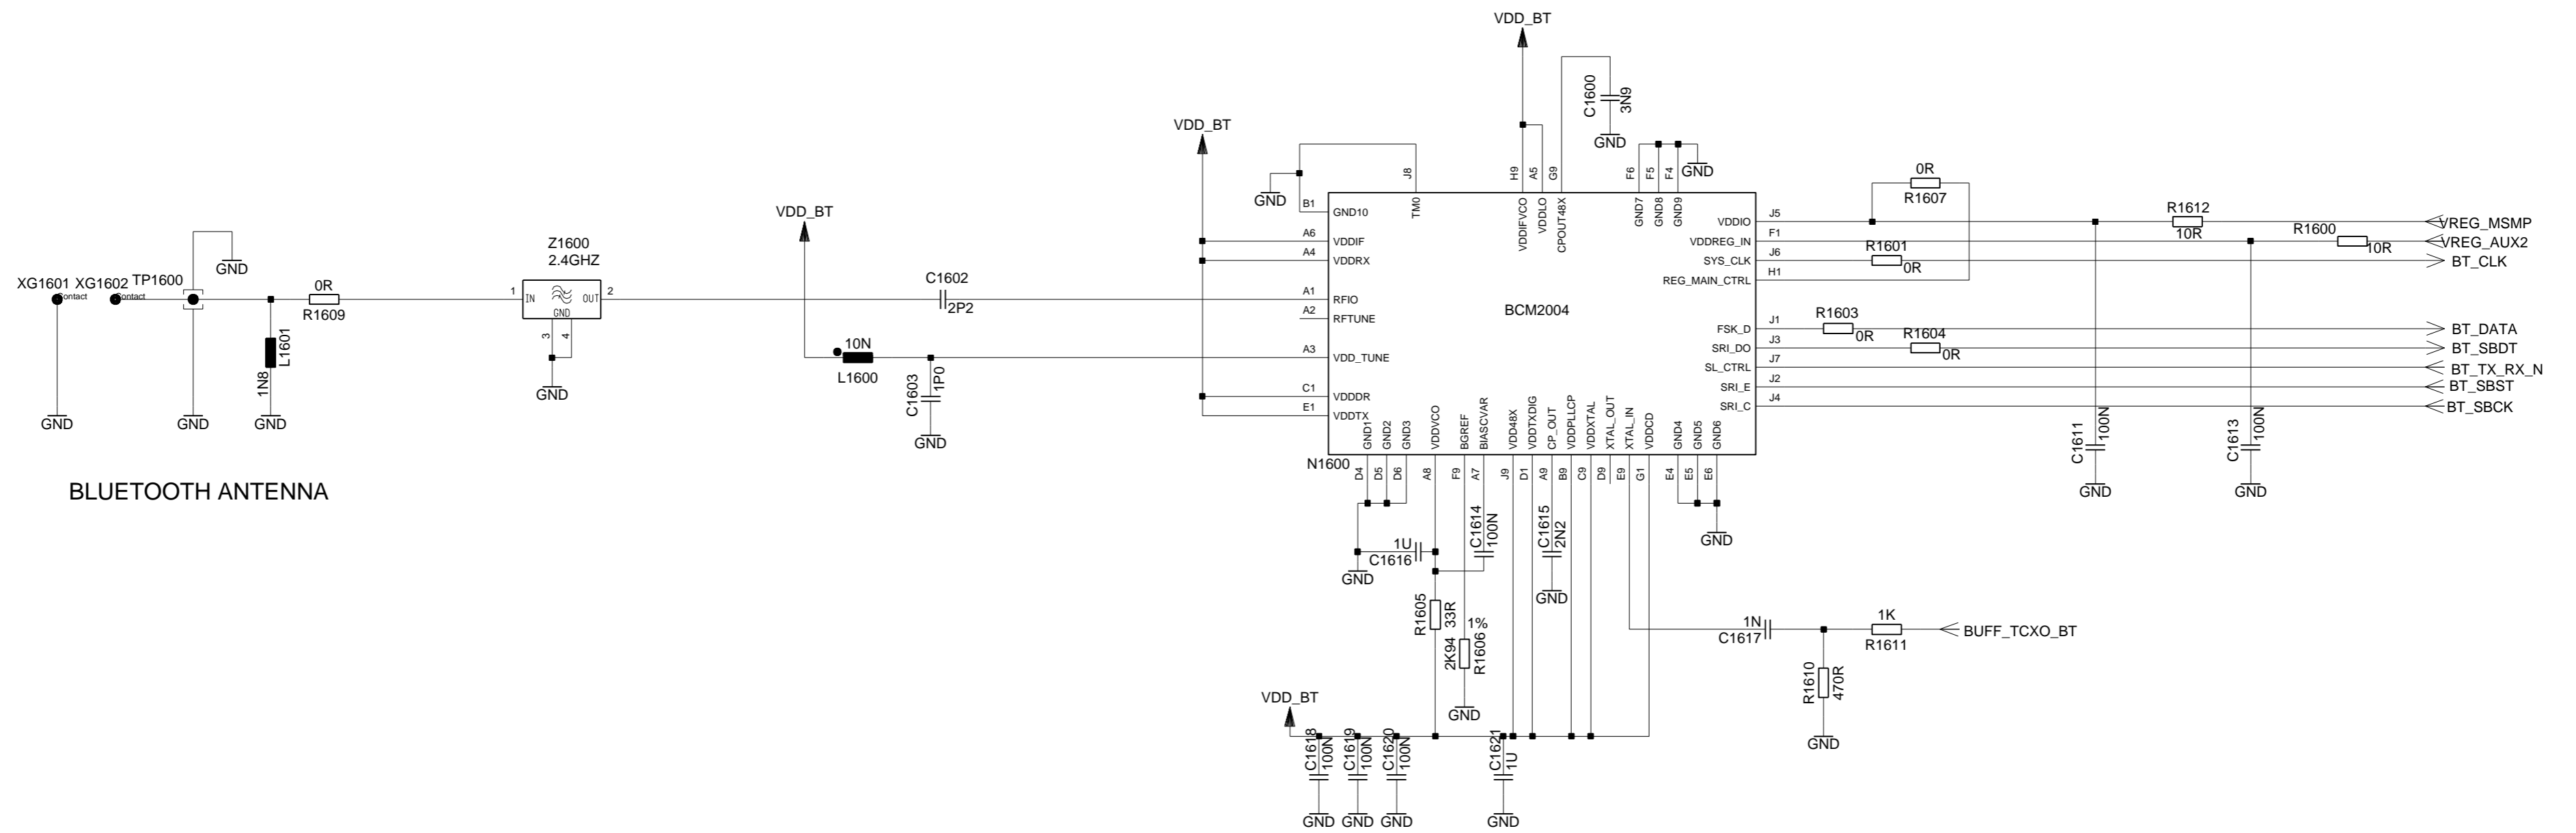 VDD_BT
C1600
3N9
GND
VDD_BT
GND
J8
H9
A5
G9
F6
F5
F4
GND
TM0
VDDIFVCO
VDDLO
CPOUT48X
GND7
GND8
GND9
0R
R1607
B1
GND10
VDDIO
J5
R1612
10R
VREG_MSMP
A6
VDDIF
VDDREG_IN
F1
R1600
10R
VREG_AUX2
A4
VDDRX
SYS_CLK
J6
R1601
0R
BT_CLK
REG_MAIN_CTRL
H1
VDD_BT
GND
XG1601
Contact
XG1602
Contact
TP1600
0R
R1609
Z1600
2.4GHZ
1
IN
OUT
2
GND
3
4
GND
C1602
2P2
A1
RFIO
A2
RFTUNE
BCM2004
L1601
1N8
GND
GND
GND
10N
L1600
C1603
1P0
GND
A3
VDD_TUNE
C1
VDDDR
E1
VDDTX
FSK_D
J1
R1603
0R
BT_DATA
SRI_DO
J3
R1604
0R
BT_SBDT
SL_CTRL
J7
BT_TX_RX_N
SRI_E
J2
BT_SBST
SRI_C
J4
BT_SBCK
C1611
100N
GND
C1613
100N
GND
GND1
GND2
GND3
VDDVCO
BGREF
BIASCVAR
VDD48X
VDDTXDIG
CP_OUT
VDDPLLCP
VDDXTAL
XTAL_OUT
XTAL_IN
VDDCD
GND4
GND5
GND6
N1600
D4
D5
D6
A8
F9
A7
J9
D1
A9
B9
C9
D9
E9
G1
E4
E5
E6
BLUETOOTH ANTENNA
GND
1U
C1616
GND
C1614
100N
C1615
2N2
GND
R1605
33R
1%
2K94
R1606
GND
1N
C1617
1K
R1611
BUFF_TCXO_BT
R1610
470R
GND
VDD_BT
C1618
100N
C1619
100N
C1620
100N
C1621
1U
GND
GND
GND
GND